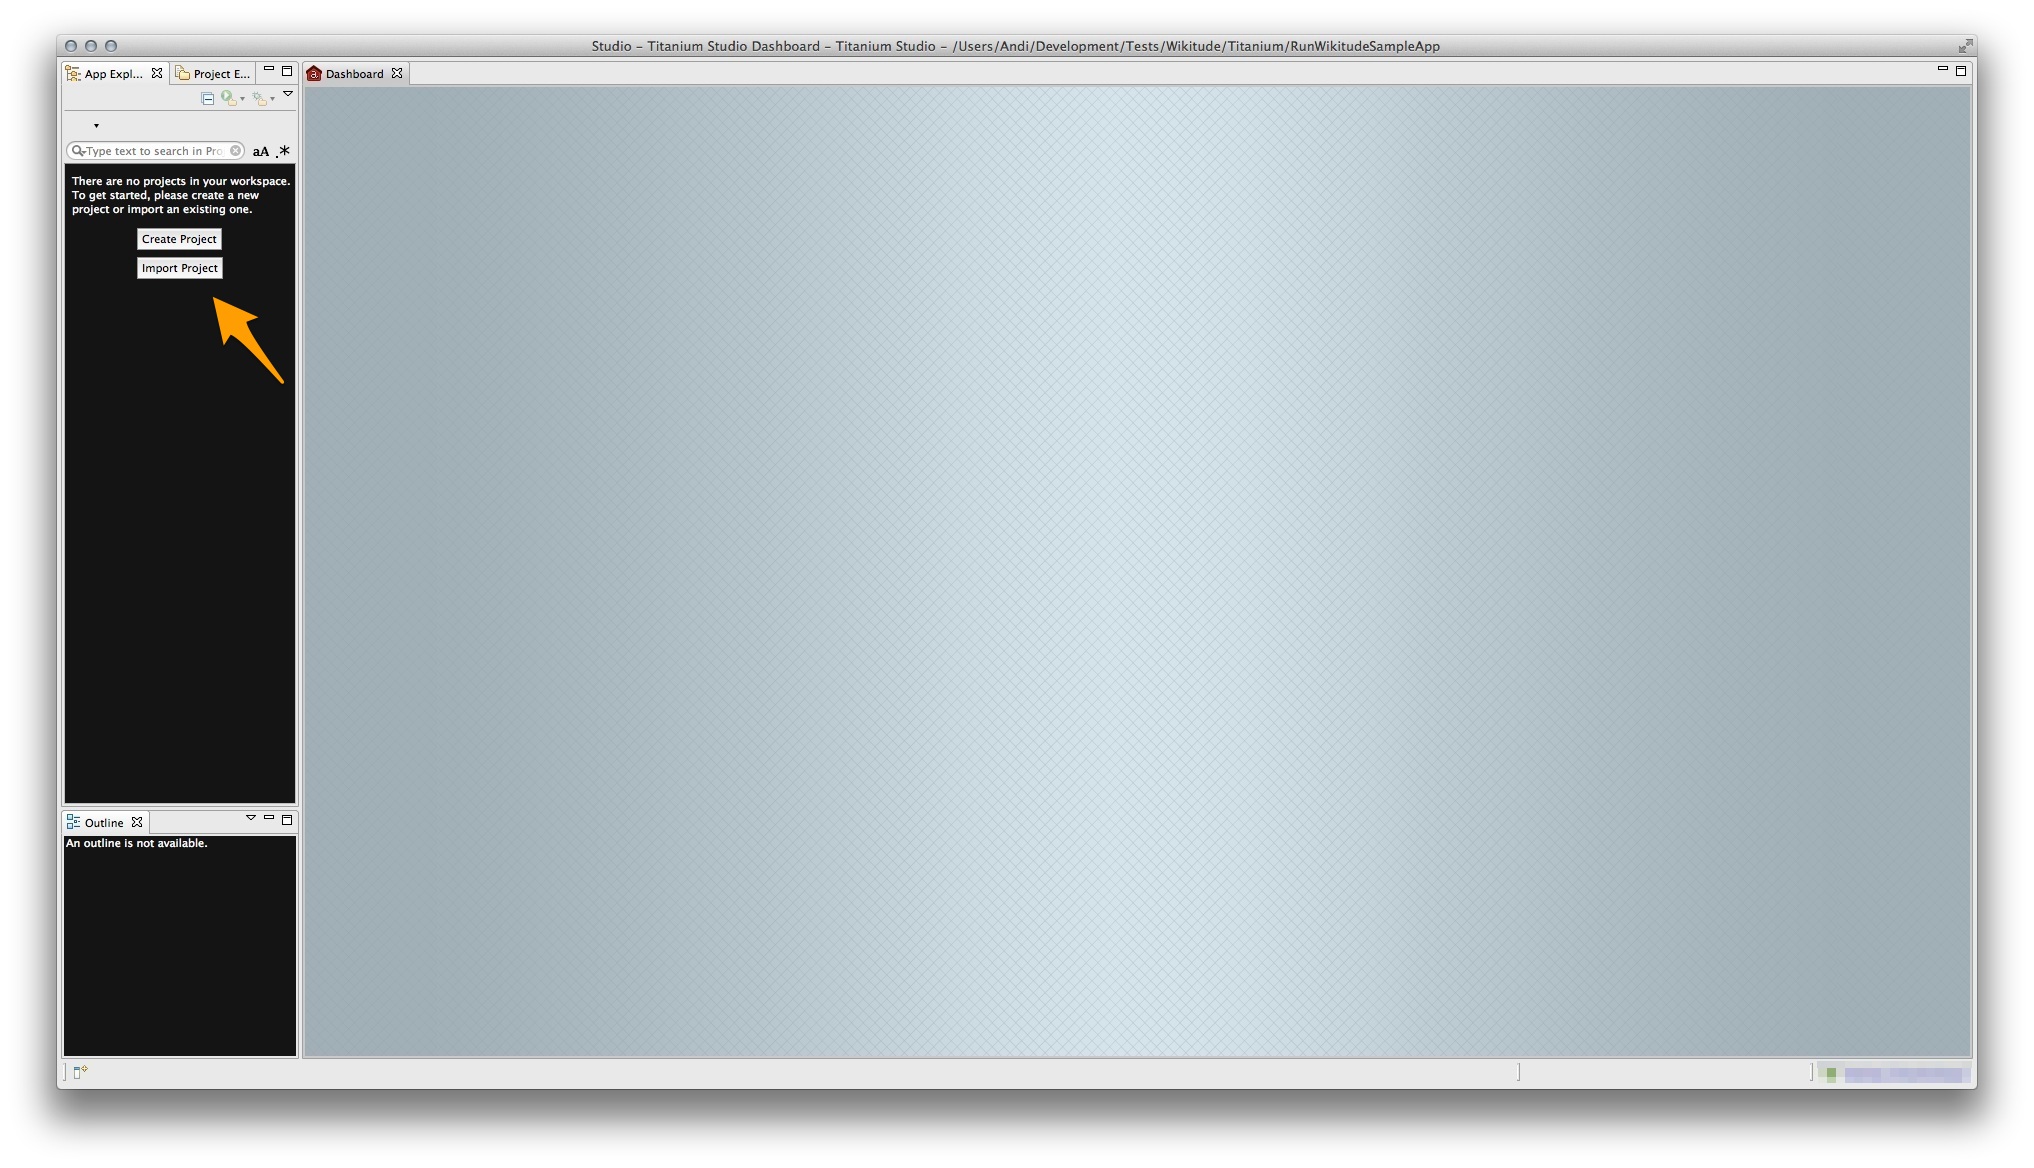 Studio – Titanium Studio Dashboard – Titanium Studio – /Users/Andi/Development/Tests/Wikitude/Titanium/RunWikitudeSampleApp
App Expl...
Project E...
Dashboard
Type text to search in Pro
aA .*
There are no projects in your workspace.
To get started, please create a new
project or import an existing one.
Create Project
Import Project
Outline
An outline is not available.